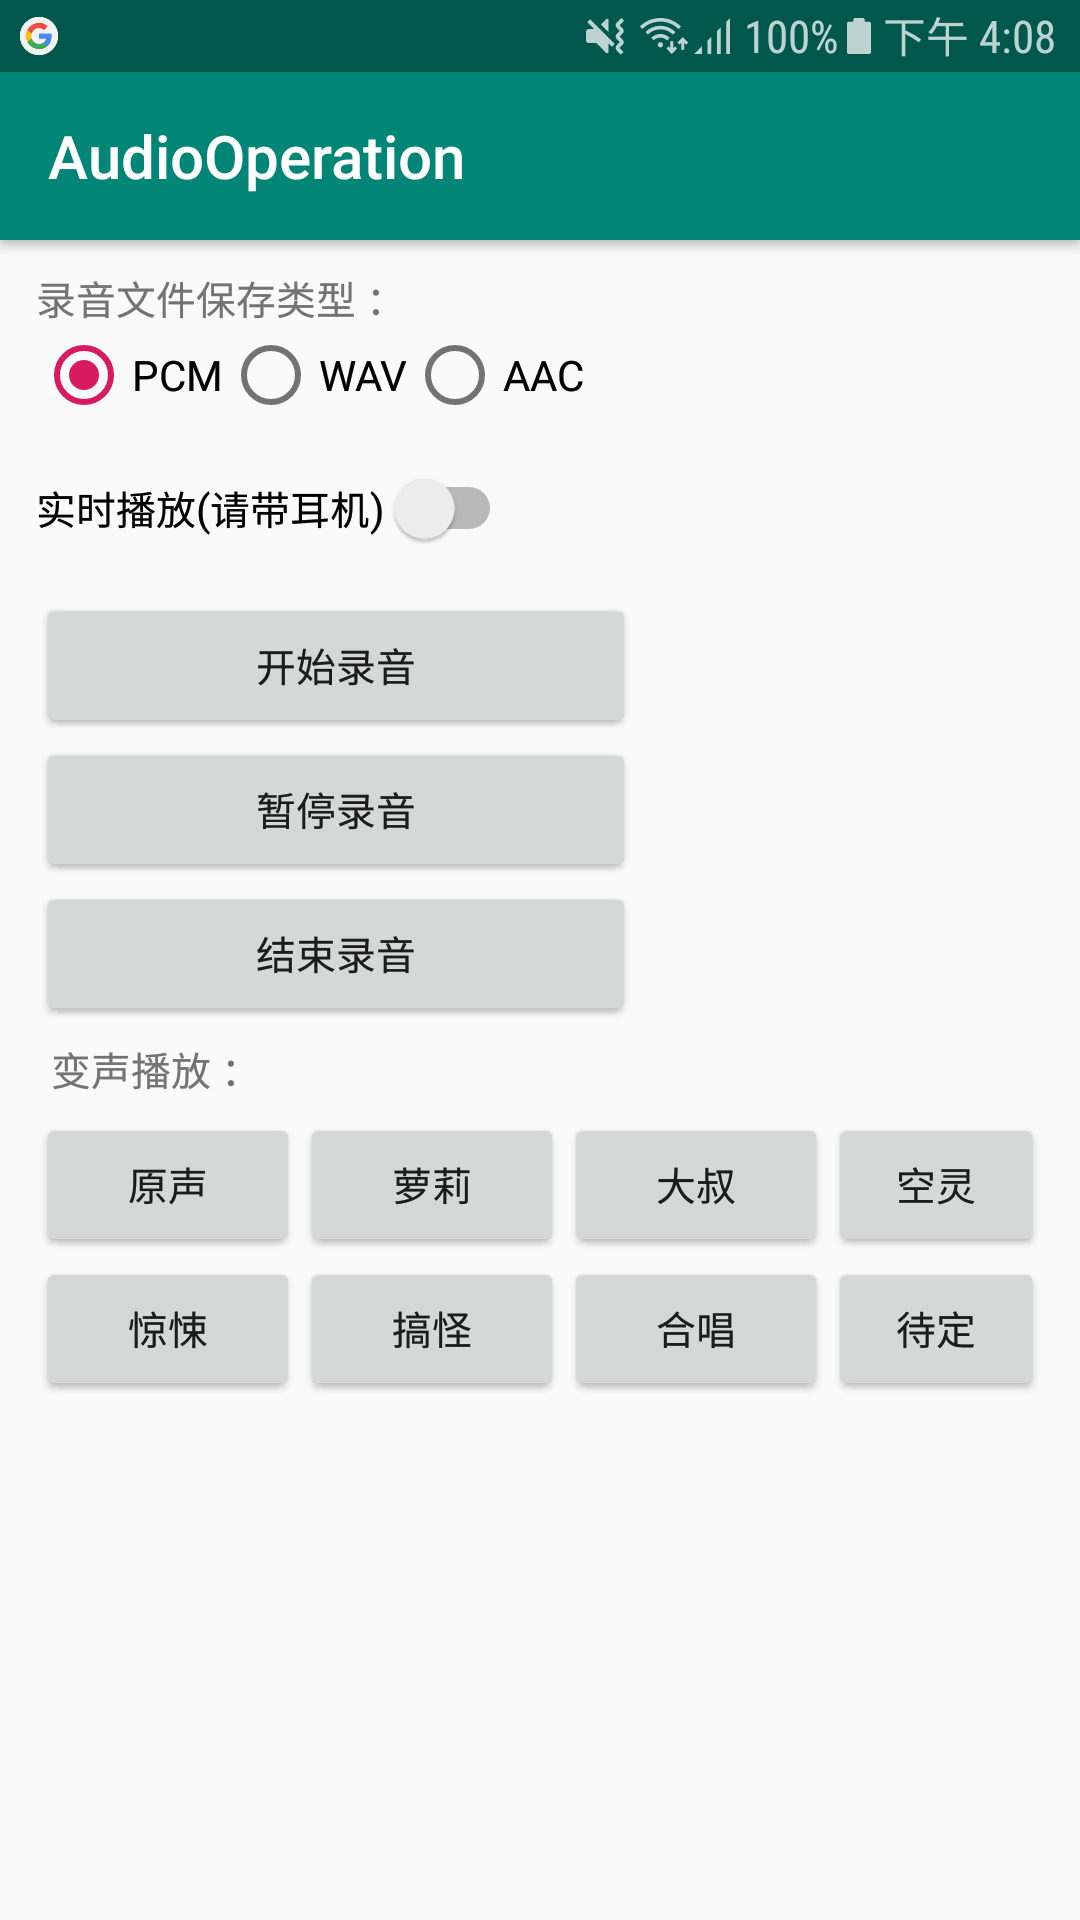 100% 下午 4:08
AudioOperation
录音文件保存类型：
PCM WAV AAC
实时播放(请带耳机)
开始录音
暂停录音
结束录音
变声播放：
原声 萝莉 大叔 空灵
惊悚 搞怪 合唱 待定